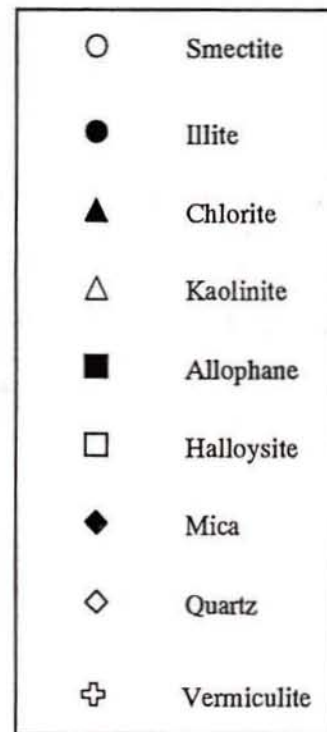 Smectite
Illite
Chlorite
Kaolinite
Allophane
Halloysite
Mica
Quartz
Vermiculite